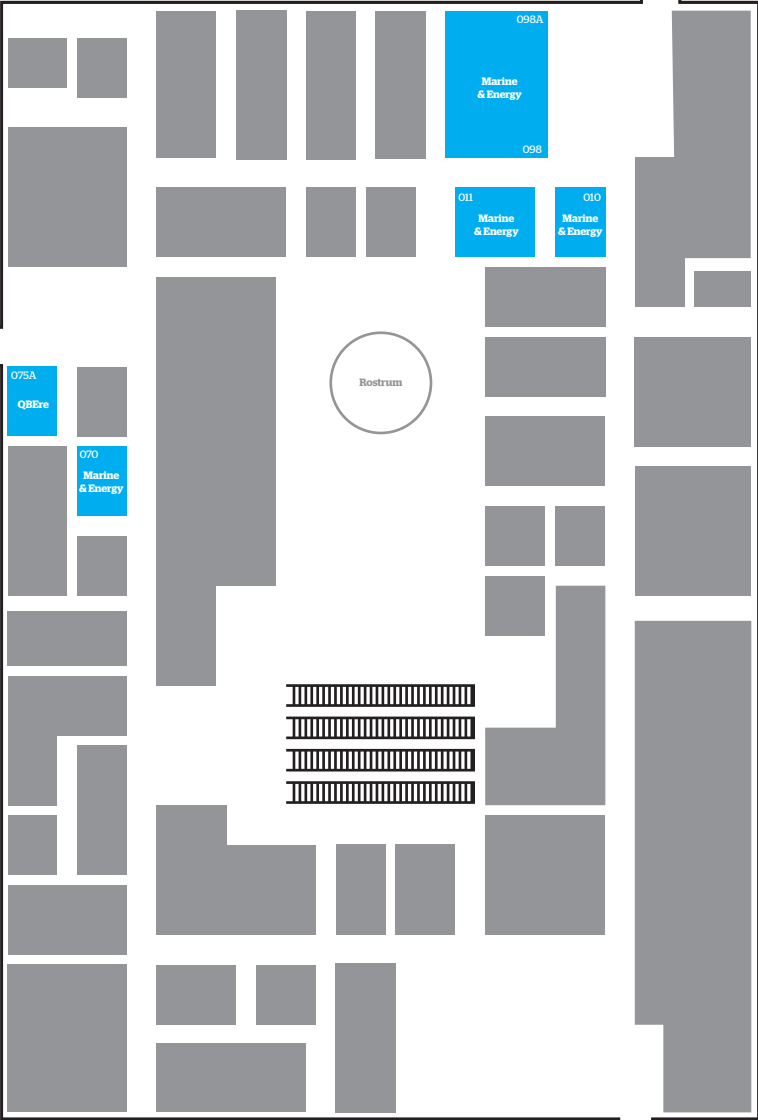 098A
Marine
& Energy
098
011
Marine
& Energy
010
Marine
& Energy
Rostrum
075A
QBEre
070
Marine
& Energy